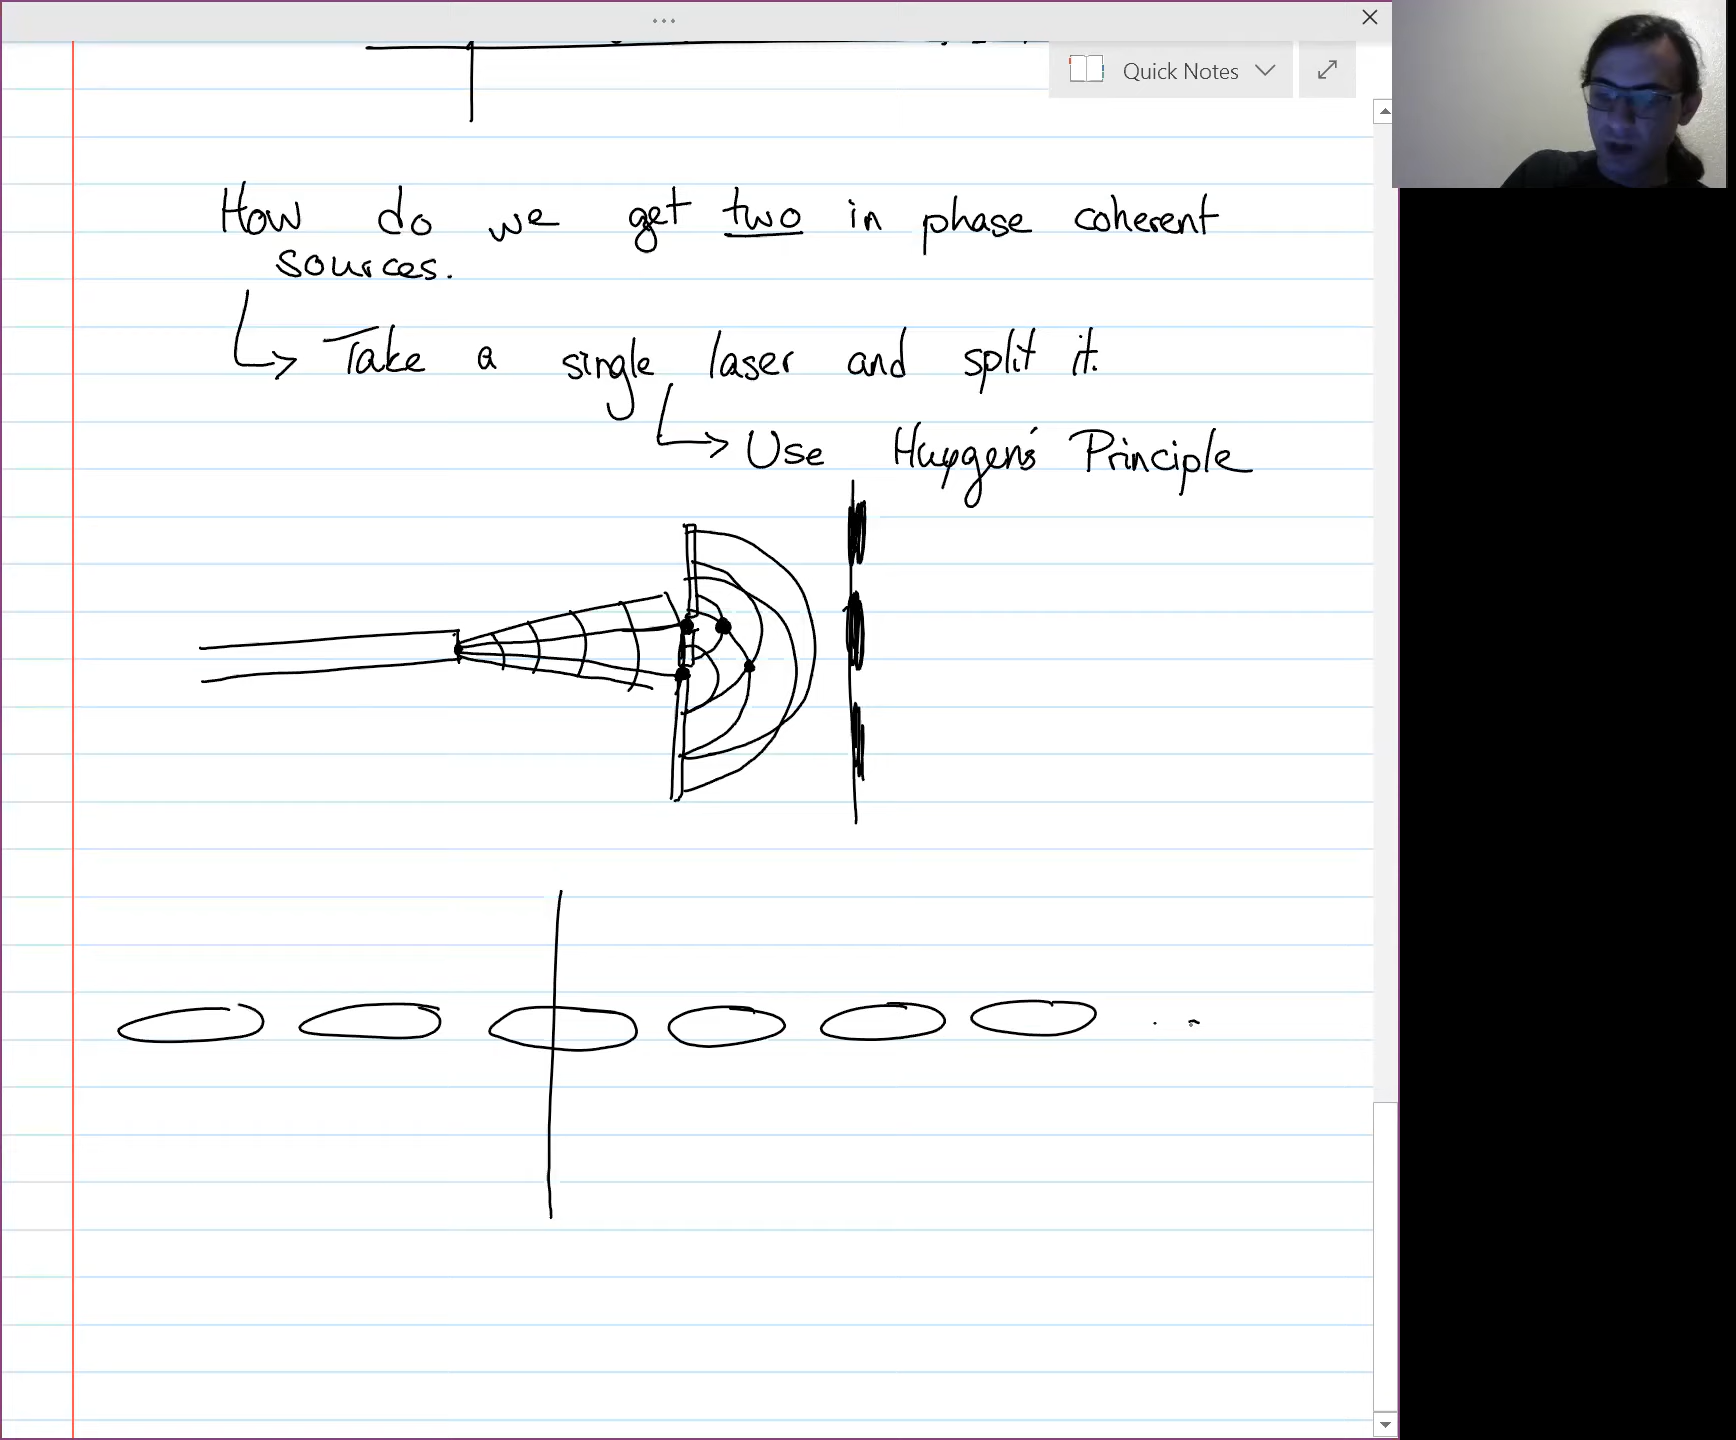 Quick Notes
How do we get two in phase coherent
sources.
Take a single laser and split it.
Use Huygen's Principle